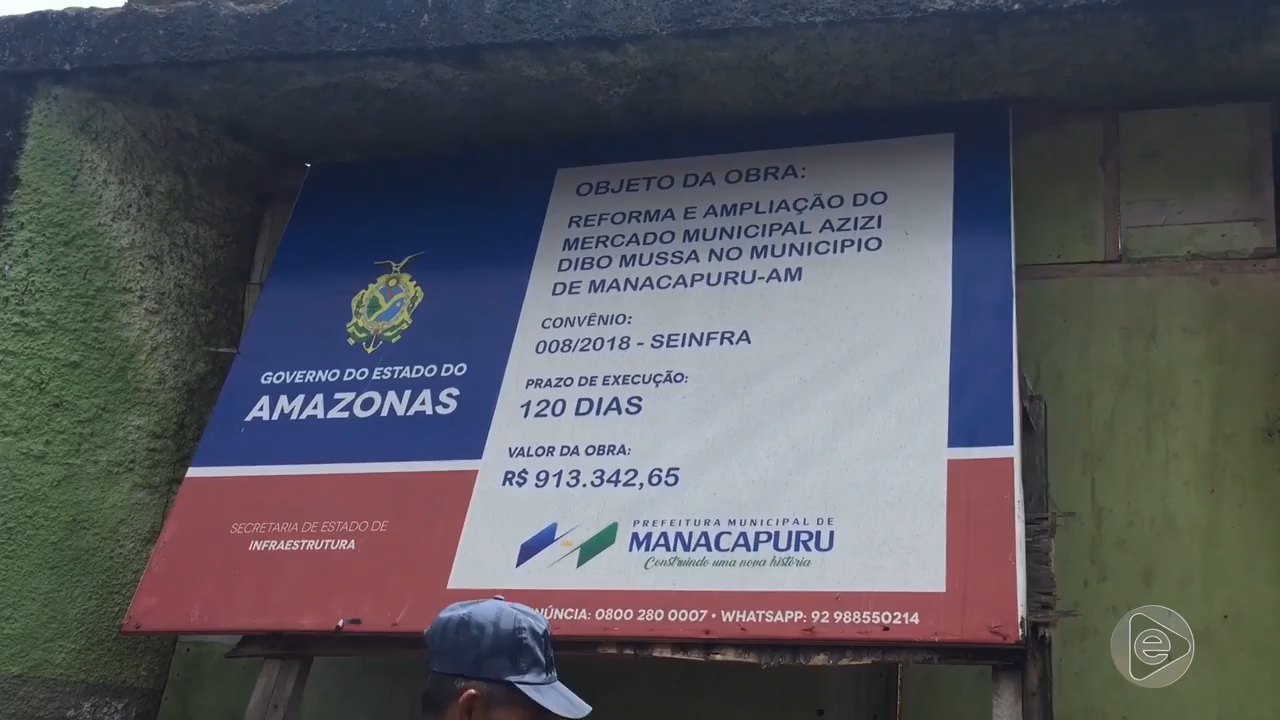 OBJETO DA OBRA:
REFORMA E AMPLIAÇÃO DO
MERCADO MUNICIPAL AZIZI
DIBO MUSSA NO MUNICIPIO
DE MANACAPURU-AM
CONVÊNIO:
008/2018 - SEINFRA
PRAZO DE EXECUÇÃO:
120 DIAS
VALOR DA OBRA:
R$ 913.342,65
PREFEITURA MUNICIPAL DE
MANACAPURU
Construindo uma nova história
GOVERNO DO ESTADO DO
AMAZONAS
SECRETARIA DE ESTADO DE
INFRAESTRUTURA
0800 280 0007 • WHATSAPP: 92 988550214
e